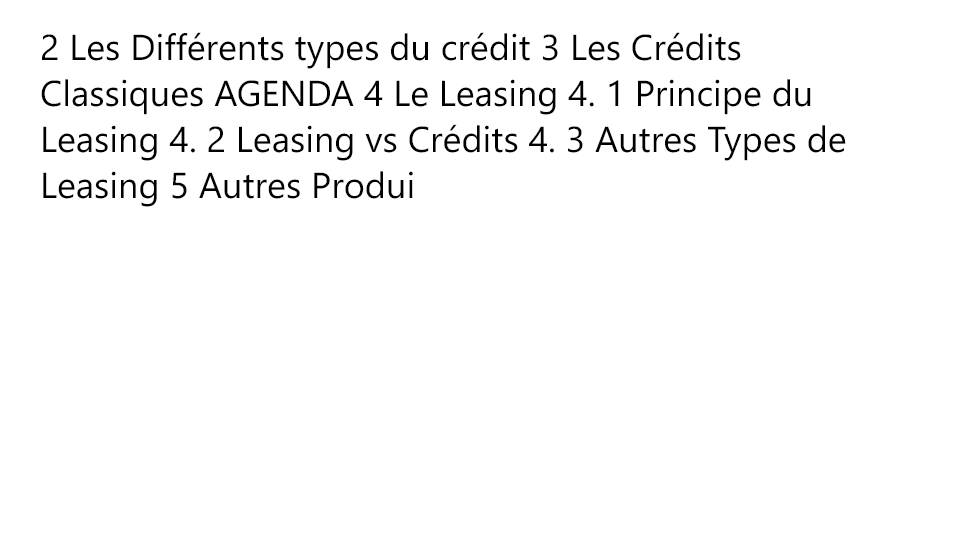 2 Les Différents types du crédit 3 Les Crédits
Classiques AGENDA 4 Le Leasing 4. 1 Principe du
Leasing 4. 2 Leasing vs Crédits 4. 3 Autres Types de
Leasing 5 Autres Produi